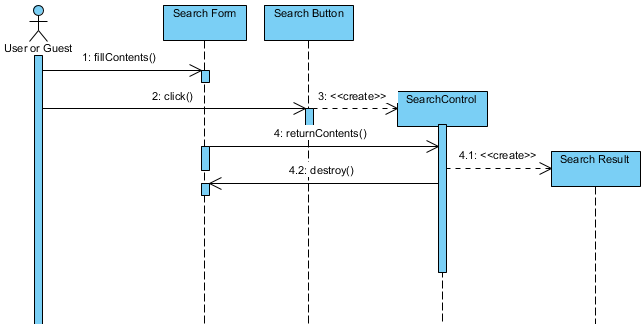 Search Form
Search Button
User or Guest
1: fillContents()
2: click()
3: <<create>>
SearchControl
4: returnContents()
4.1: <<create>>
Search Result
4.2: destroy()